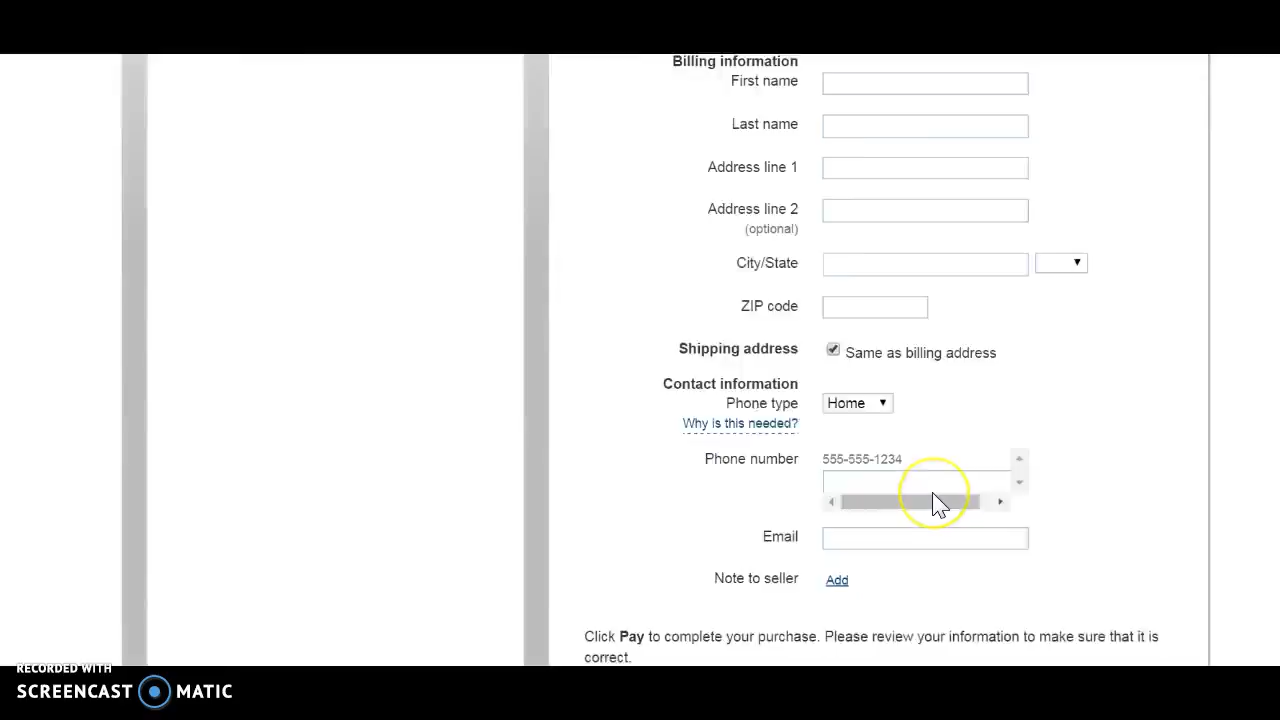 Billing information
First name
Last name
Address line 1
Address line 2
(optional)
City/State
ZIP code
Shipping address Same as billing address
Contact information
Phone type Home
Why is this needed?
Phone number 555-555-1234
Email
Note to seller Add
Click Pay to complete your purchase. Please review your information to make sure that it is
correct.
RECORDED WITH
SCREENCAST MATIC